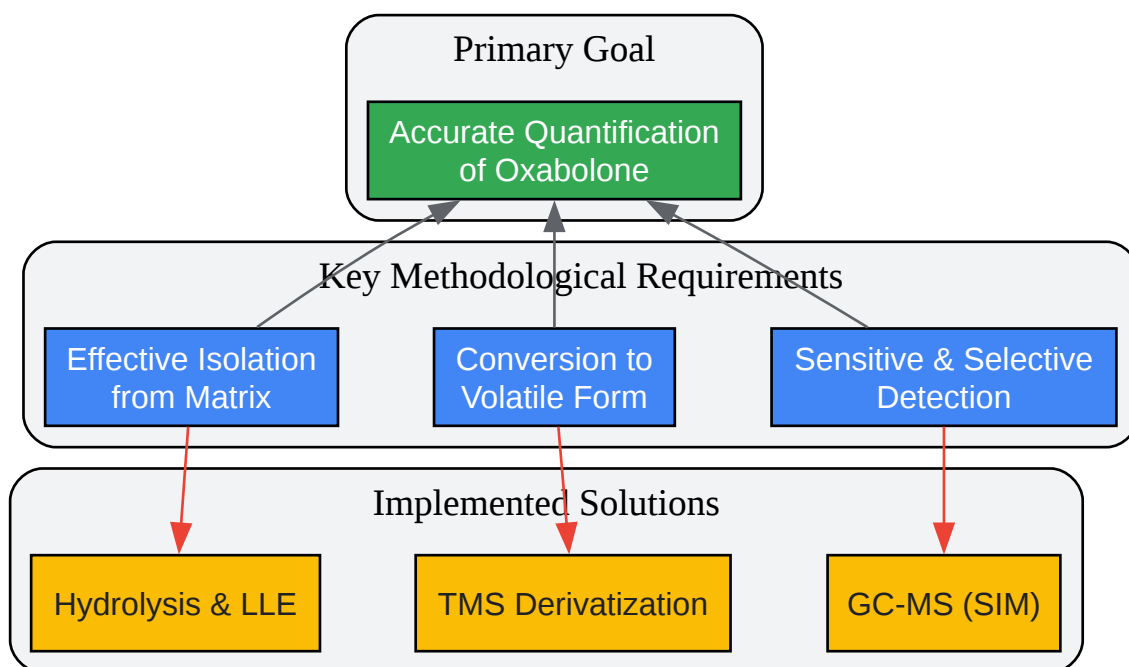 Primary Goal
Accurate Quantification
of Oxabolone
Key Methodological Requirements
Effective Isolation
from Matrix
Conversion to
Volatile Form
Sensitive & Selective
Detection
Implemented Solutions
Hydrolysis & LLE
TMS Derivatization
GC-MS (SIM)